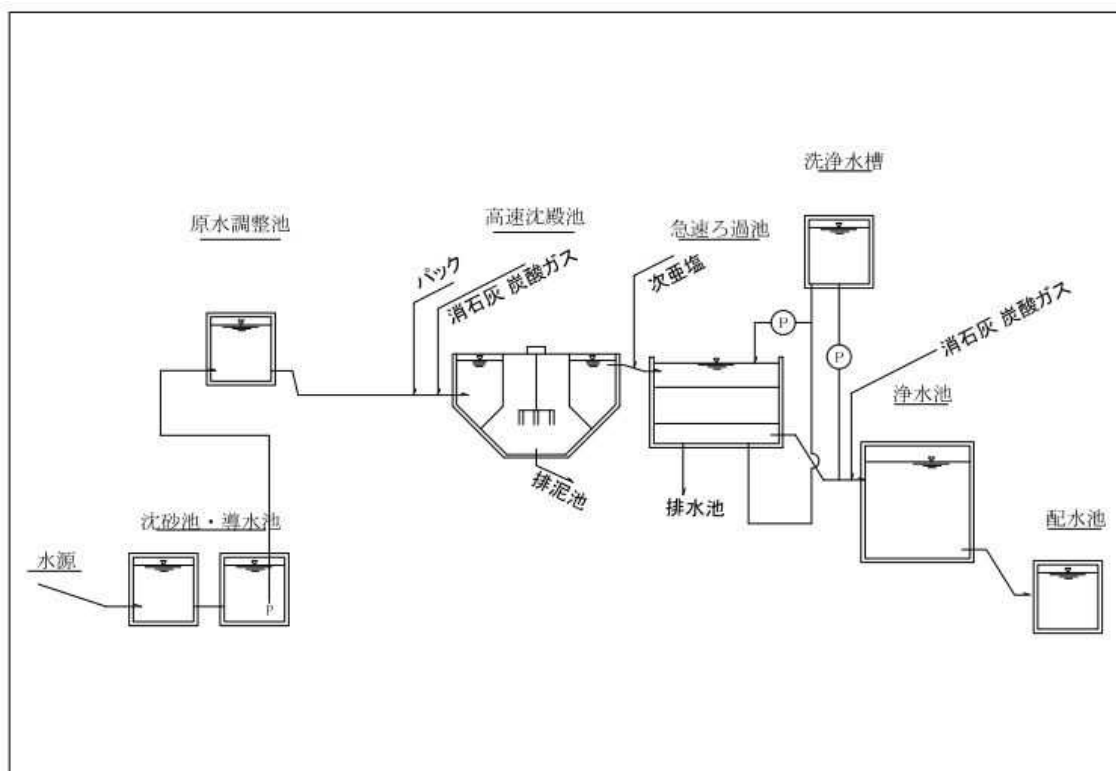 洗浄水槽
原水調整池
高速沈殿池
急速ろ過池
パック
消石灰 炭酸ガス
次亜塩
P
P
消石灰 炭酸ガス
浄水池
排泥池
排水池
沈砂池・導水池
水源
P
配水池